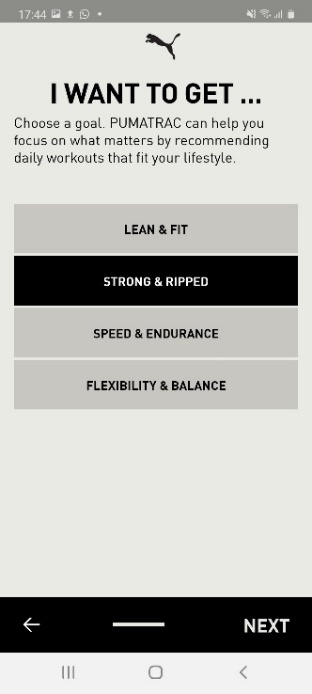 17:44
I WANT TO GET ...
Choose a goal. PUMATRAC can help you
focus on what matters by recommending
daily workouts that fit your lifestyle.
LEAN & FIT
STRONG & RIPPED
SPEED & ENDURANCE
FLEXIBILITY & BALANCE
NEXT